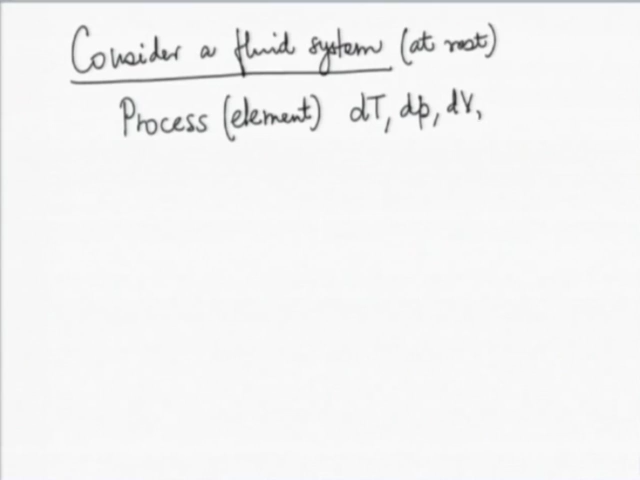 Consider a fluid system (at rest)
Process (element) dT, dp, dV,